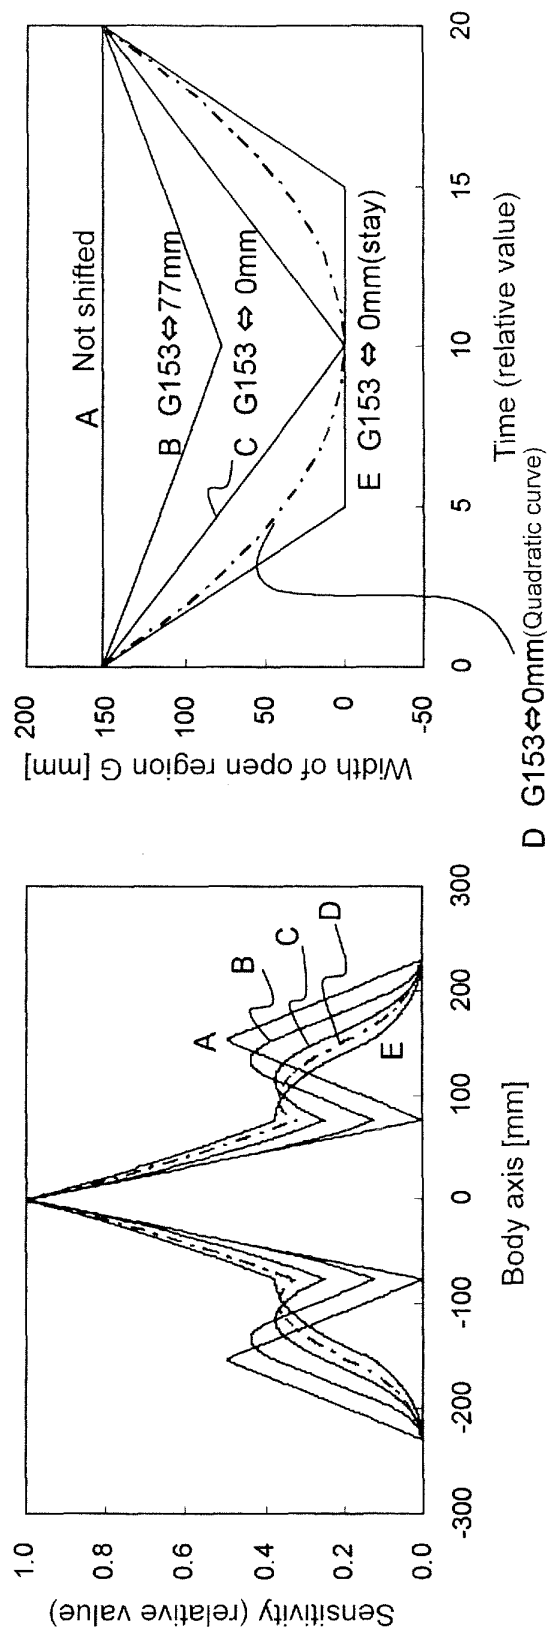 Sensitivity (relative value)
1.0
0.8
0.6
0.4
0.2
0.0
-300
-200
-100
0
100
200
300
Body axis [mm]
A
B
C
D
E
Width of open region G [mm]
200
150
100
50
0
-50
0
5
10
15
20
Time (relative value)
A Not shifted
B G153⇔77mm
C G153 ⇔ 0mm
E G153 ⇔ 0mm(stay)
D G153⇔0mm(Quadratic curve)